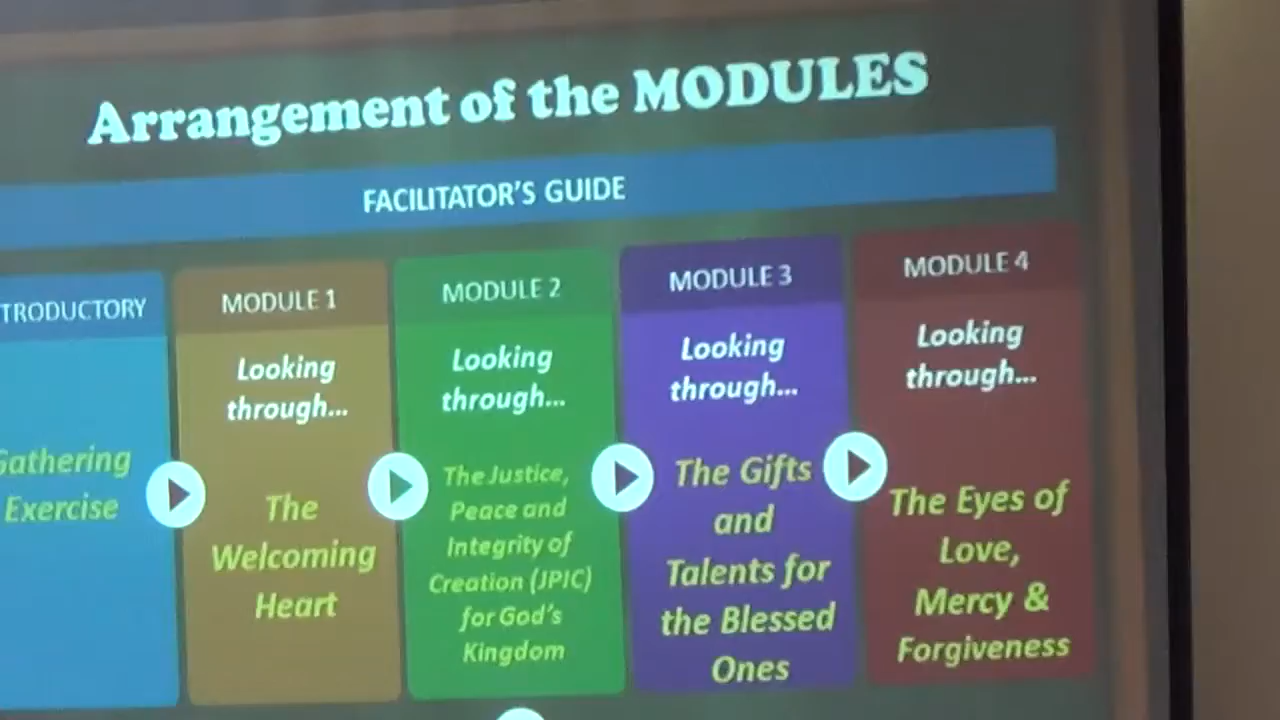 Arrangement of the MODULES
FACILITATOR'S GUIDE
TRODUCTORY
Gathering
Exercise
MODULE 1
Looking
through...
The
Welcoming
Heart
MODULE 2
Looking
through...
The Justice,
Peace and
Integrity of
Creation (JPIC)
for God's
Kingdom
MODULE 3
Looking
through...
The Gifts
and
Talents for
the Blessed
Ones
MODULE 4
Looking
through...
The Eyes of
Love,
Mercy &
Forgiveness